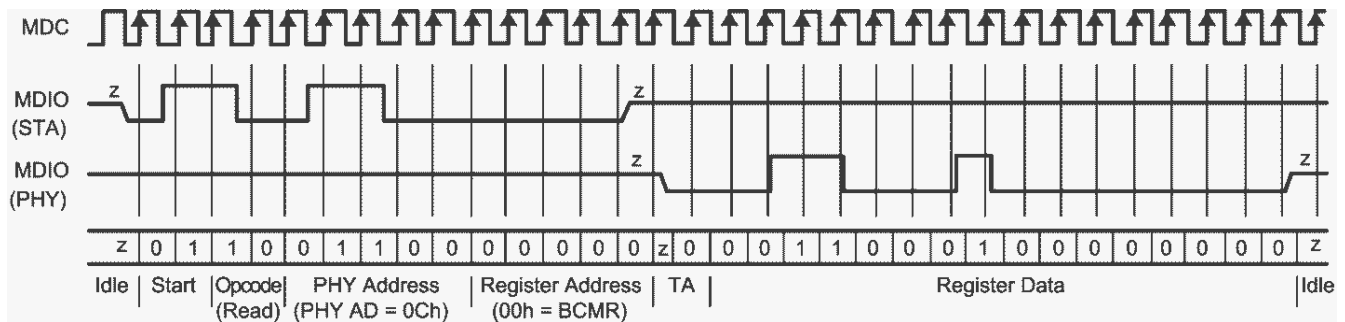 MDC
z z
MDIO
(STA)
MDIO z z
(PHY)
z 0 1 1 0 0 1 1 0 0 0 0 0 0 0 z 0 0 0 1 1 0 0 0 1 0 0 0 0 0 0 0 0 z
Idle Start Opcode PHY Address Register Address TA Register Data Idle
(Read) (PHY AD = 0Ch) (00h = BCMR)